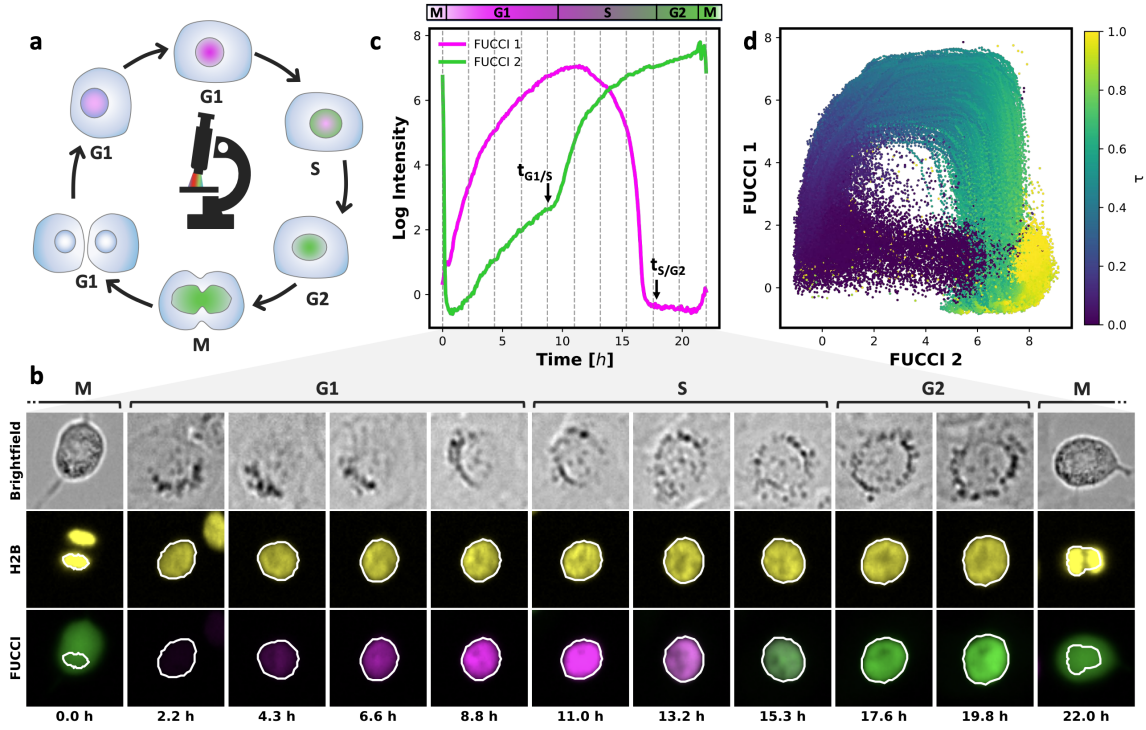 a
G1
S
G2
M
G1
G1
c
M G1 S G2 M
FUCCI 1
FUCCI 2
Log Intensity
8
6
4
2
0
tG1/S
tS/G2
0 5 10 15 20
Time [h]
d
FUCCI 1
8
6
4
2
0
0 2 4 6 8
FUCCI 2
1.0
0.8
0.6
0.4
0.2
0.0
τ
b
M G1 S G2 M
Brightfield
H2B
FUCCI
0.0 h 2.2 h 4.3 h 6.6 h 8.8 h 11.0 h 13.2 h 15.3 h 17.6 h 19.8 h 22.0 h